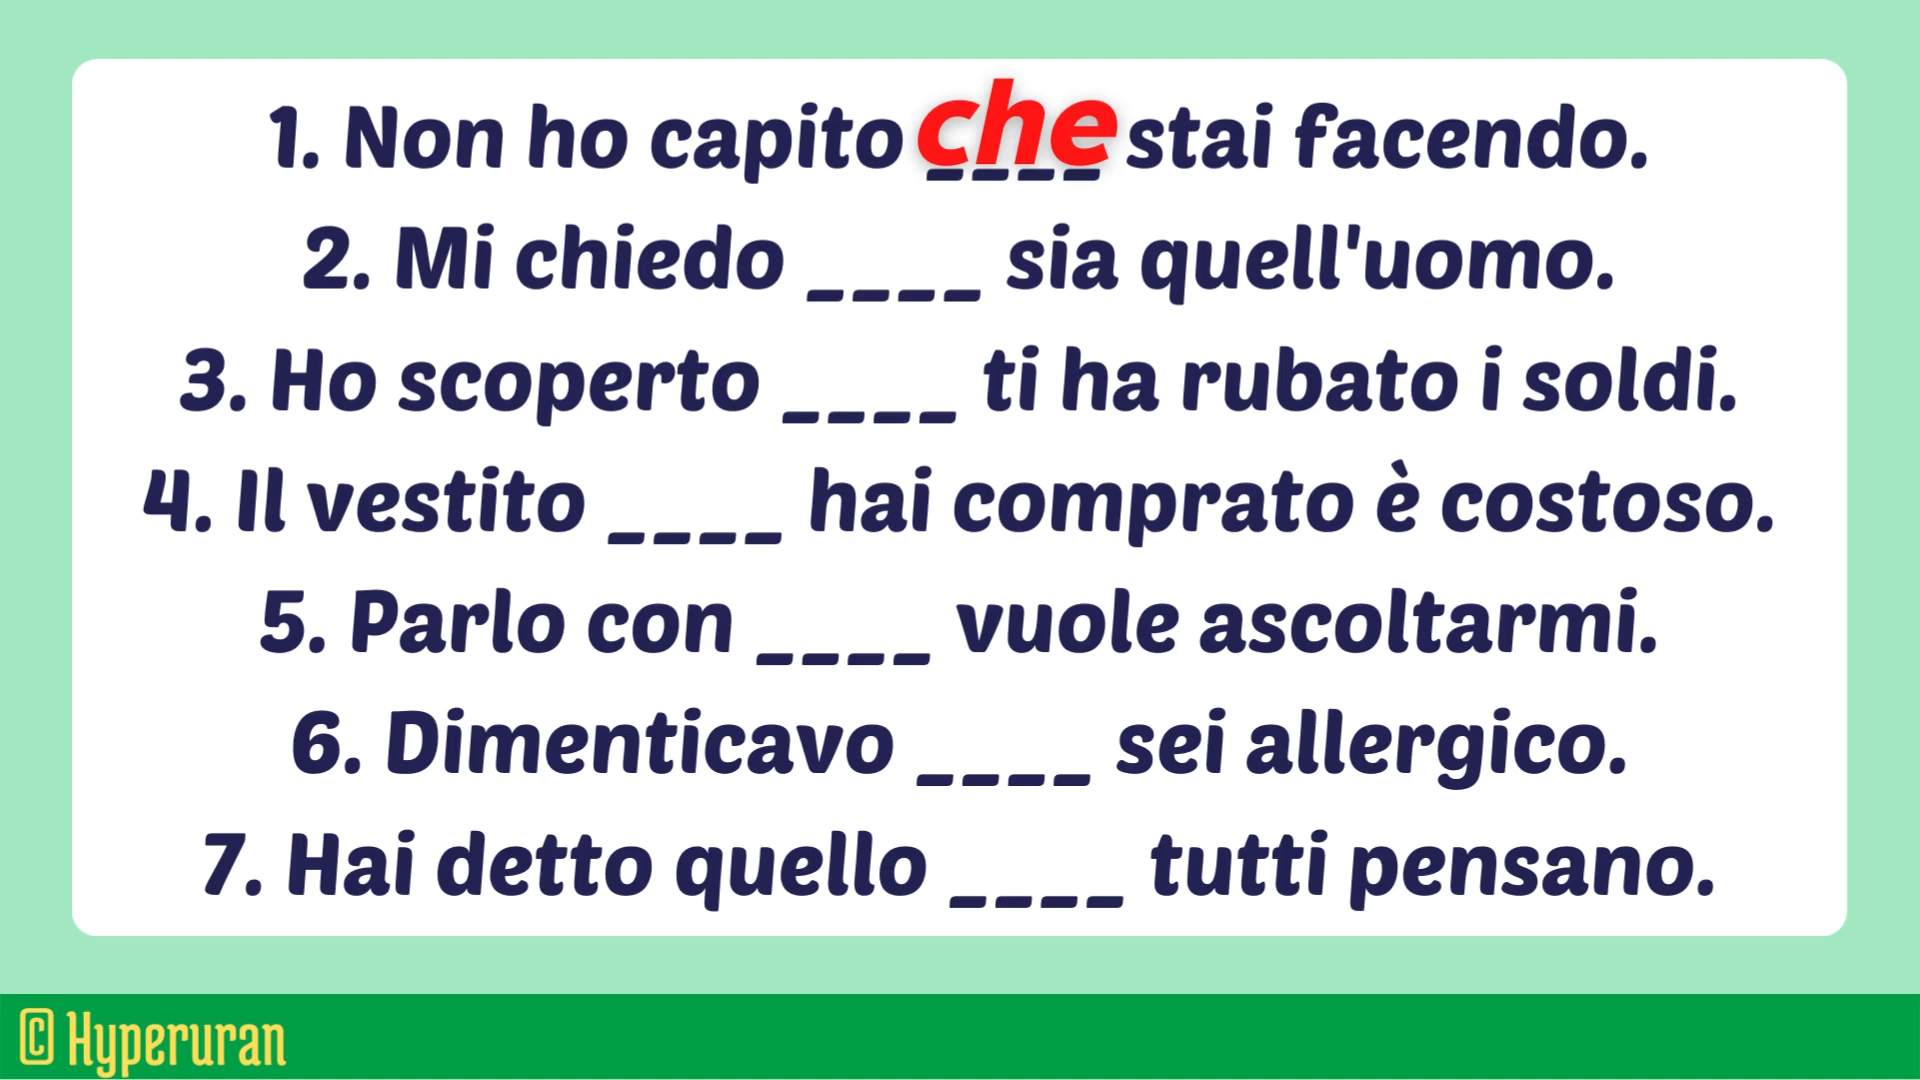 1. Non ho capito che stai facendo.
2. Mi chiedo ____ sia quell'uomo.
3. Ho scoperto ____ ti ha rubato i soldi.
4. Il vestito ____ hai comprato è costoso.
5. Parlo con ____ vuole ascoltarmi.
6. Dimenticavo ____ sei allergico.
7. Hai detto quello ____ tutti pensano.
© Hyperuran